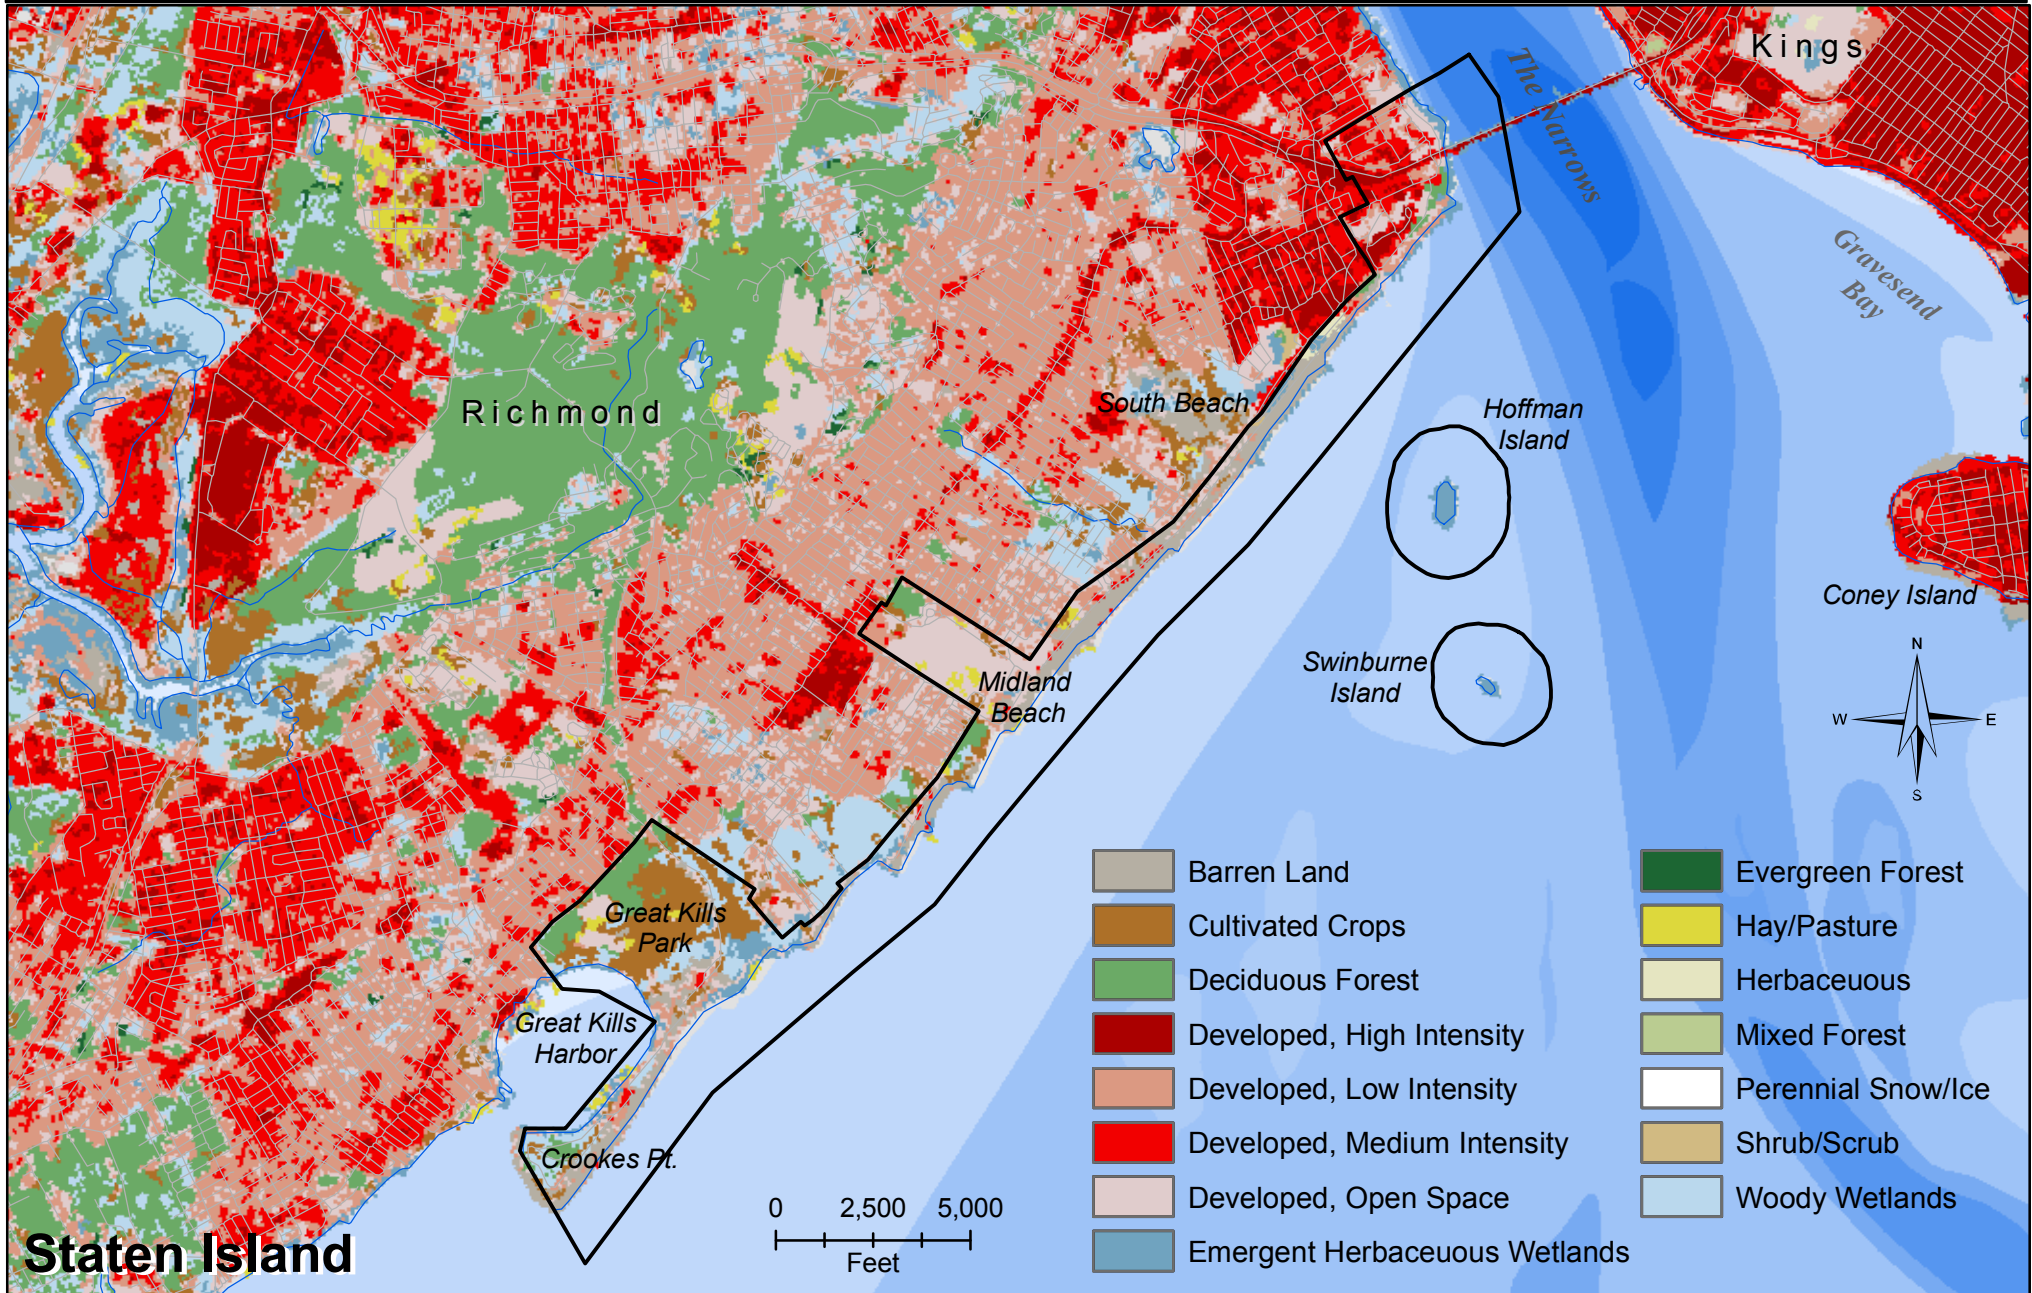 Kings
The Narrows
Gravesend
Bay
Richmond
South Beach
Hoffman
Island
Coney Island
Swinburne
Island
Midland
Beach
N
W
E
S
Great Kills
Park
Great Kills
Harbor
Crookes Pt.
Barren Land
Cultivated Crops
Deciduous Forest
Developed, High Intensity
Developed, Low Intensity
Developed, Medium Intensity
Developed, Open Space
Emergent Herbaceuous Wetlands
Evergreen Forest
Hay/Pasture
Herbaceuous
Mixed Forest
Perennial Snow/Ice
Shrub/Scrub
Woody Wetlands
0 2,500 5,000
Feet
Staten Island